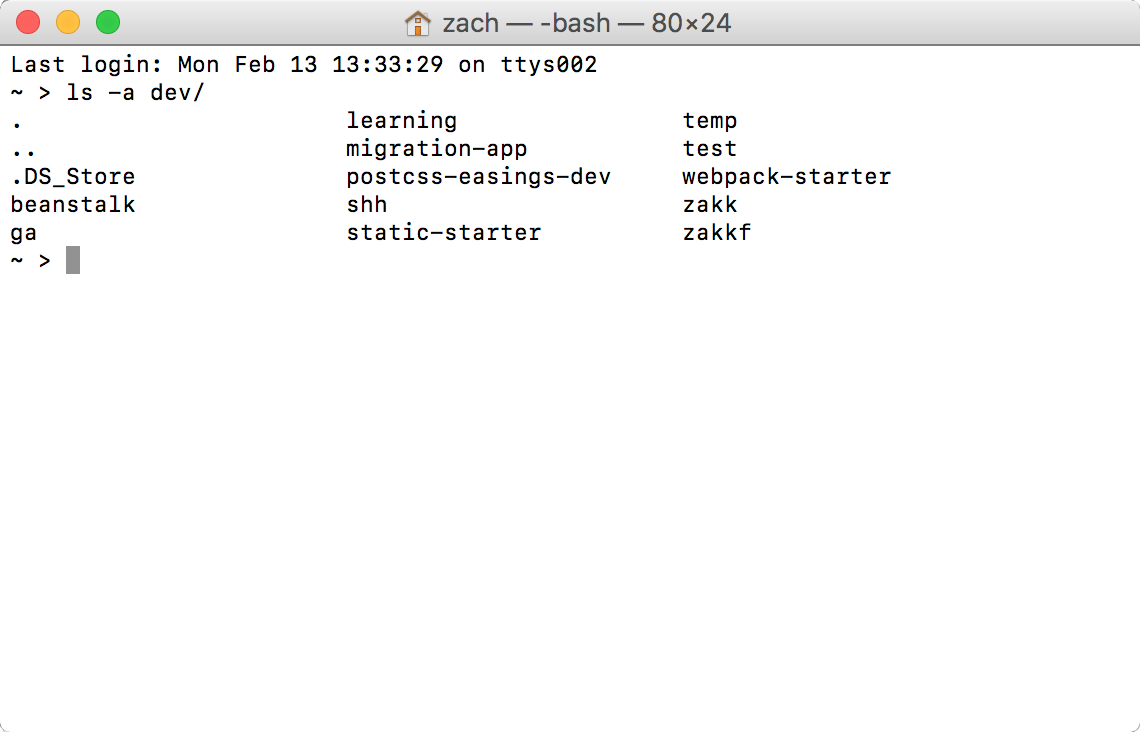 zach — -bash — 80×24
Last login: Mon Feb 13 13:33:29 on ttys002
~ > ls -a dev/
.                       learning                temp
..                      migration-app           test
.DS_Store               postcss-easings-dev     webpack-starter
beanstalk               shh                     zakk
ga                      static-starter          zakkf
~ >